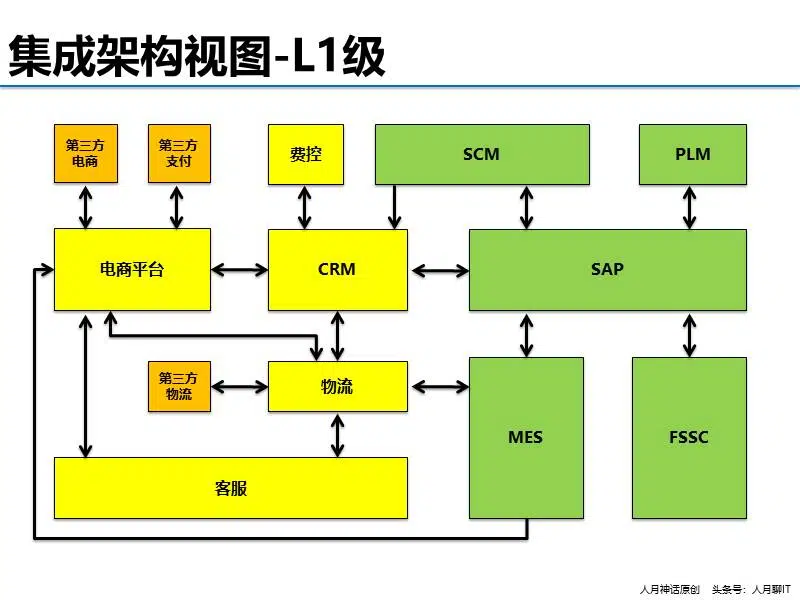 集成架构视图-L1级
第三方
电商
第三方
支付
费控
SCM
PLM
电商平台
CRM
SAP
第三方
物流
物流
MES
FSSC
客服
人月神话原创 头条号：人月聊IT